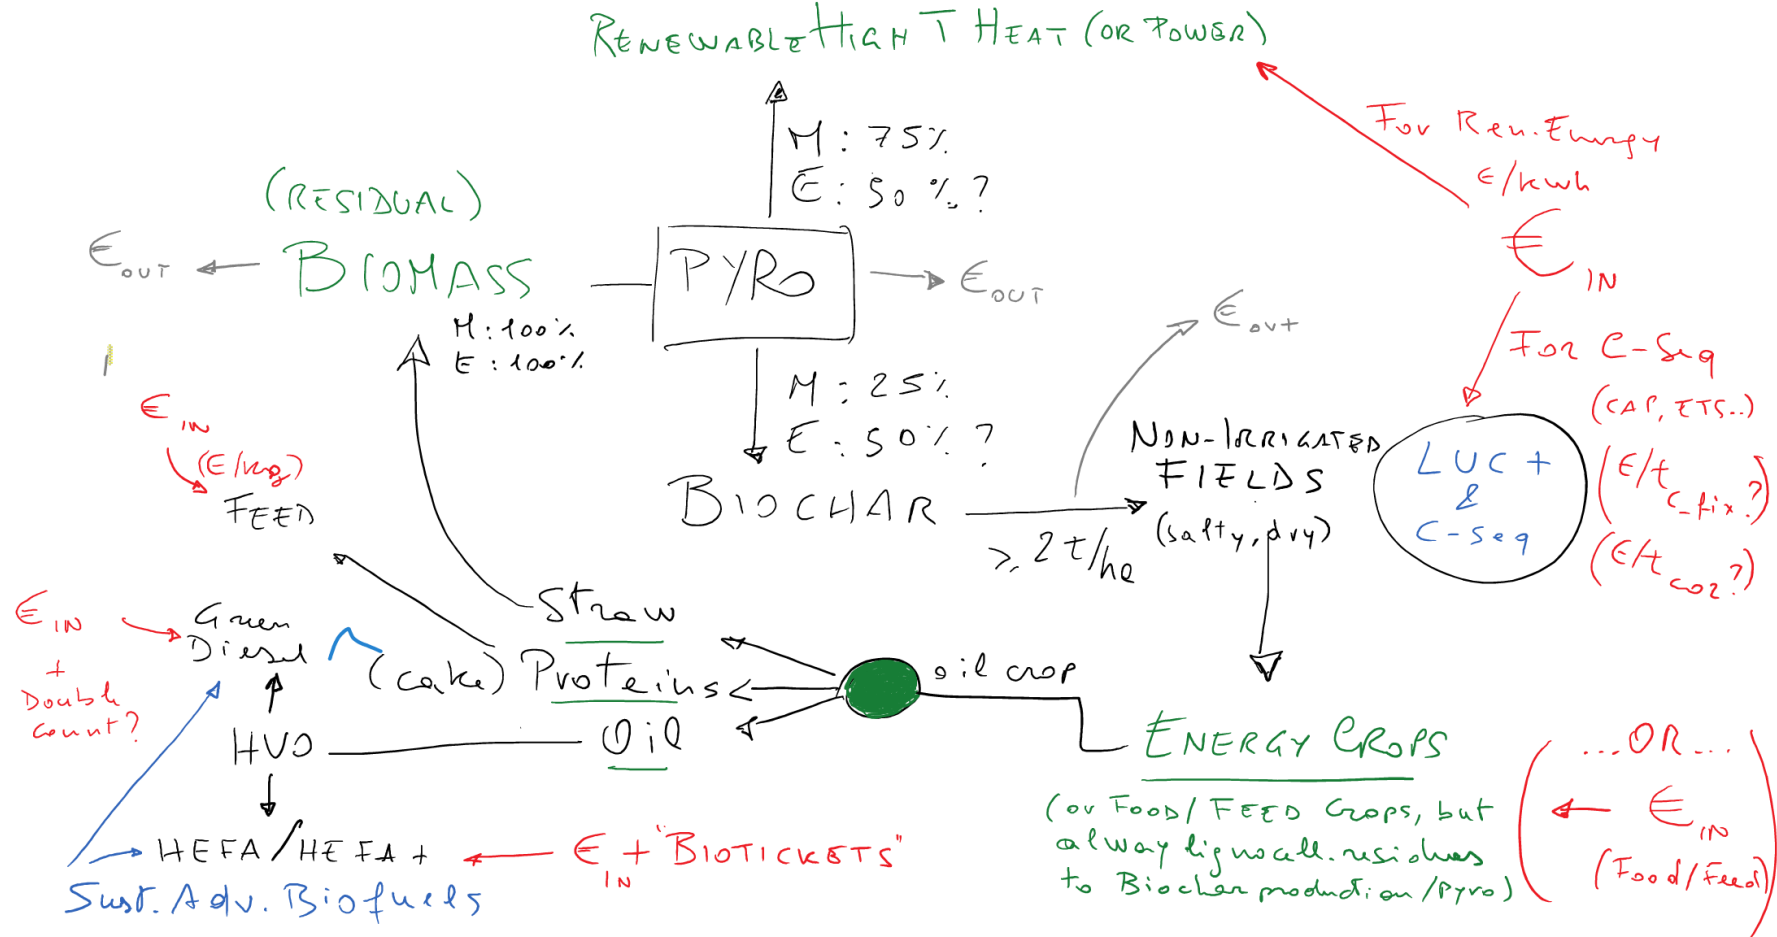 RENEWABLE HIGH T HEAT (OR POWER)
For Ren. Energy
€/kwh
€ IN
M: 75%
E: 50%?
(RESIDUAL)
BIOMASS
€ OUT
M: 100%
E: 100%
PYRO
€ OUT
€ out
For C-Seq
(CAP, ETS..)
(€/t C_fix?)
(€/t CO2?)
M: 25%
E: 50%?
BIOCHAR
≥ 2 t/ha
NON-IRRIGATED
FIELDS
(salty, dry)
LUC +
&
C-seq
€ IN
(€/kg)
FEED
€ IN
+
Double
count?
Green
Diesel
Straw
(cake) Proteins
Oil
oil crop
HVO
HEFA/HEFA+
€ IN + "BIOTICKETS"
Sust. Adv. Biofuels
ENERGY CROPS
(or FOOD/FEED Crops, but
alway lignocell. residues
to Biochar production/pyro)
...OR...
€ IN
(Food/Feed)